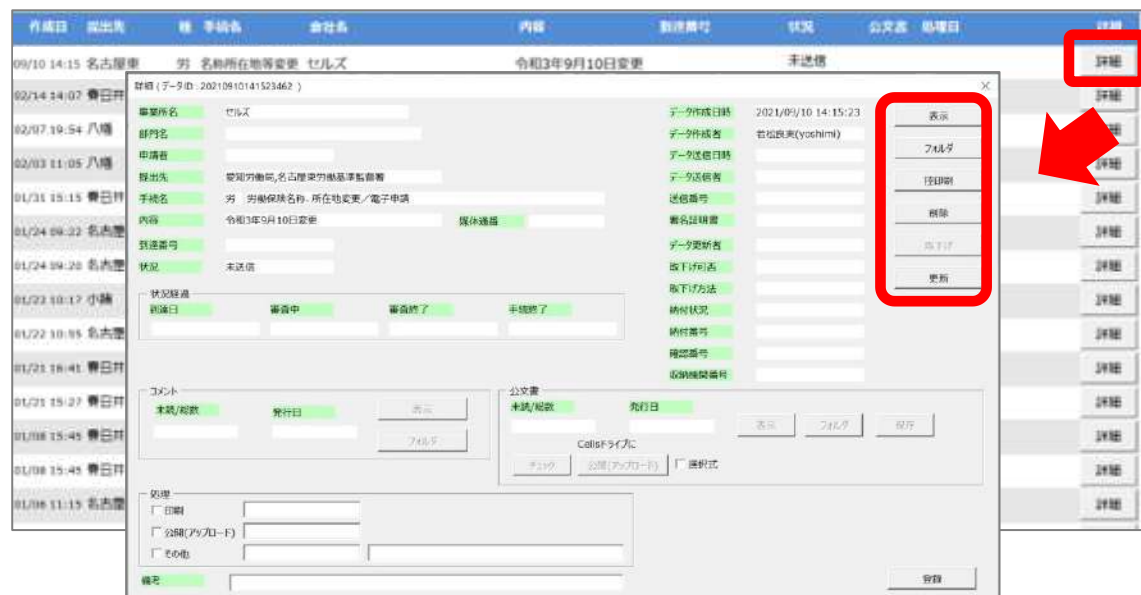 作成日 提出先 種 手続名 会社名 内容 到達番号 状況 公文書 処理日 詳細
09/10 14:15 名古屋東 労 名称所在地等変更 セルズ 令和3年9月10日変更 未送信 詳細
02/14 14:07 春日井 詳細
02/07 19:54 八幡
02/03 11:05 八幡 詳細
01/31 15:15 春日井 詳細
01/24 09:22 名古屋 詳細
01/24 09:20 名古屋 詳細
01/22 10:17 小諸 詳細
01/22 10:55 名古屋 詳細
01/21 16:41 春日井 詳細
01/21 15:27 春日井 詳細
01/08 15:45 春日井 詳細
01/08 15:45 春日井 詳細
01/06 11:15 名古屋 詳細
詳細 (データID : 20210910141523462 )
事業所名 セルズ
部門名
申請者
提出先 愛知労働局,名古屋東労働基準監督署
手続名 労 労働保険名称、所在地変更／電子申請
内容 令和3年9月10日変更 媒体通番
到達番号
状況 未送信
データ作成日時 2021/09/10 14:15:23
データ作成者 若松良実(yoshimi)
データ送信日時
データ送信者
送信番号
署名証明書
データ更新者
取下げ可否
取下げ方法
納付状況
納付番号
確認番号
収納機関番号
表示
フォルダ
控印刷
削除
取下げ
更新
状況経過
到達日 審査中 審査終了 手続終了
コメント
未読/総数 発行日 表示
フォルダ
公文書
未読/総数 発行日 表示 フォルダ 保存
Cellsドライブに
チェック 公開(アップロード) 選択式
処理
印刷
公開(アップロード)
その他
備考
登録